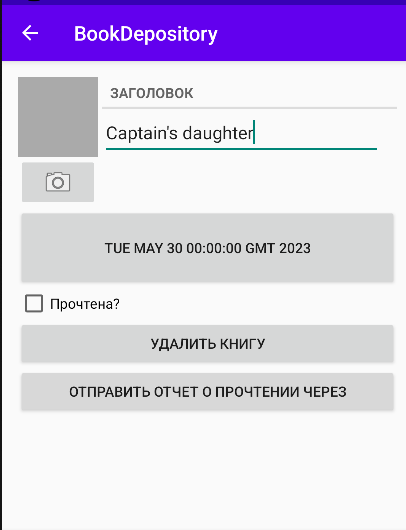 BookDepository
ЗАГОЛОВОК
Captain's daughter
TUE MAY 30 00:00:00 GMT 2023
Прочтена?
УДАЛИТЬ КНИГУ
ОТПРАВИТЬ ОТЧЕТ О ПРОЧТЕНИИ ЧЕРЕЗ